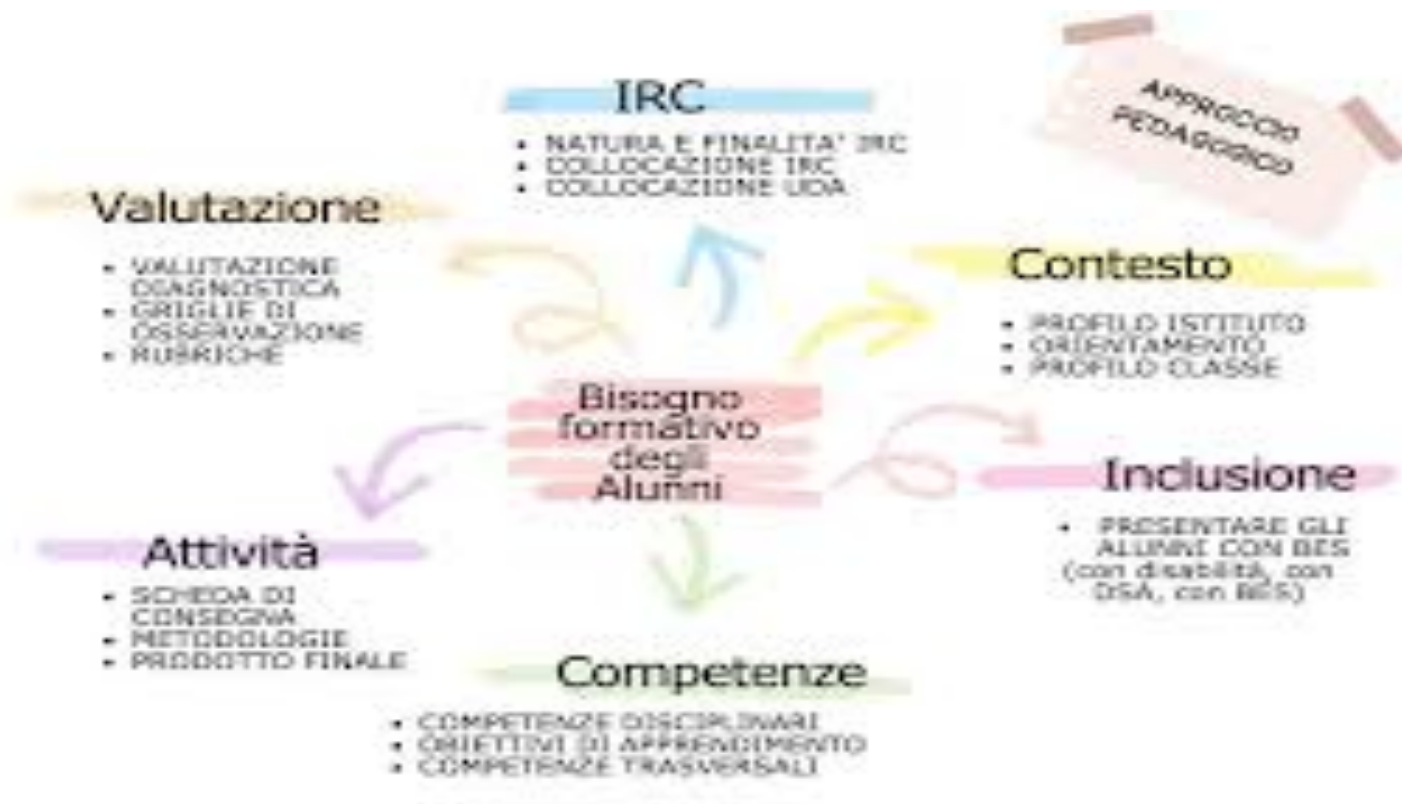 APPROCCIO
PEDAGOGICO
IRC
• NATURA E FINALITA' IRC
• COLLOCAZIONE IRC
• COLLOCAZIONE UDA
Valutazione
• VALUTAZIONE
DIAGNOSTICA
• GRIGLIE DI
OSSERVAZIONE
• RUBRICHE
Contesto
• PROFILO ISTITUTO
• ORIENTAMENTO
• PROFILO CLASSE
Bisogno
formativo
degli
Alunni
Inclusione
• PRESENTARE GLI
ALUNNI CON BES
(con disabilità, con
DSA, con BES)
Attività
• SCHEDA DI
CONSEGNA
• METODOLOGIE
• PRODOTTO FINALE
Competenze
• COMPETENZE DISCIPLINARI
• OBIETTIVI DI APPRENDIMENTO
• COMPETENZE TRASVERSALI